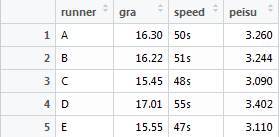 runner gra speed peisu
1 A 16.30 50s 3.260
2 B 16.22 51s 3.244
3 C 15.45 48s 3.090
4 D 17.01 55s 3.402
5 E 15.55 47s 3.110